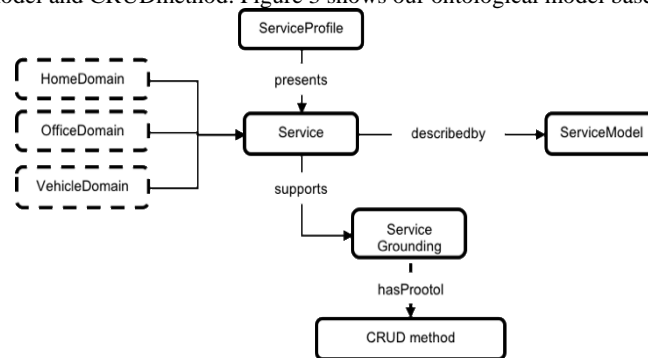 odel and CRUDmethod. Figure 3 shows our ontological model base
ServiceProfile
HomeDomain
presents
OfficeDomain
Service
describedby
ServiceModel
VehicleDomain
supports
Service
Grounding
hasProotol
CRUD method